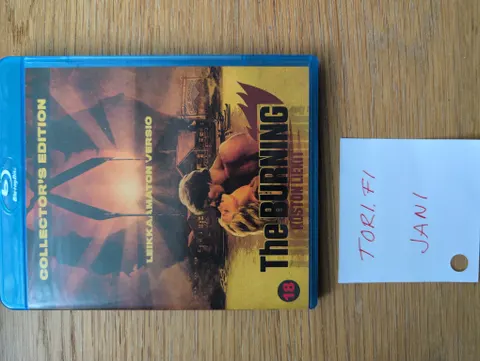 COLLECTOR'S EDITION
LEIKKAAMATON VERSIO
The BURNING
KOSTON LIEKIT
18
Blu-ray Disc
TORI.FI
JANI